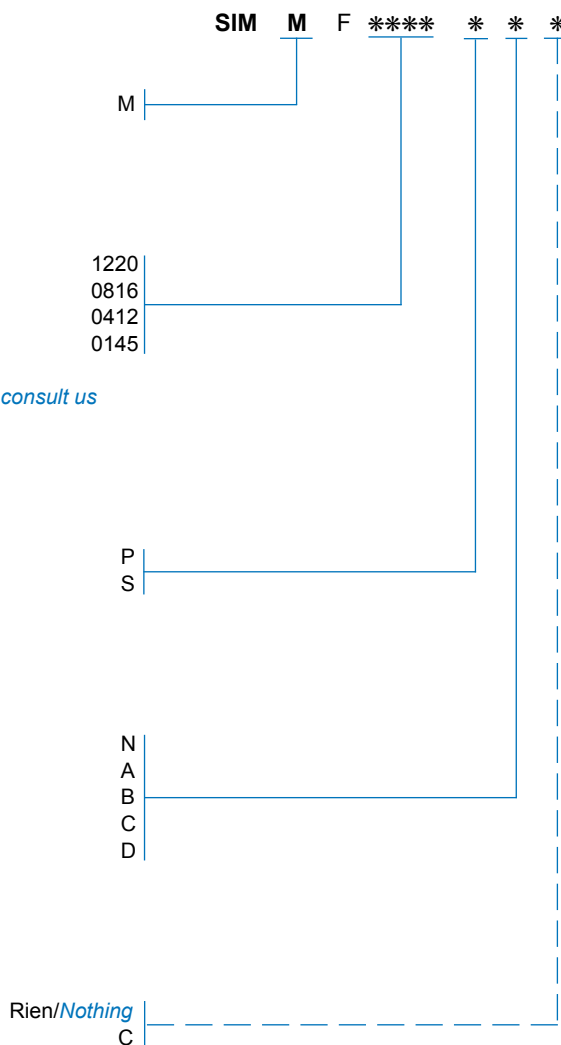 SIM M F **** * * *
M
1220
0816
0412
0145
consult us
P
S
N
A
B
C
D
Rien/Nothing
C